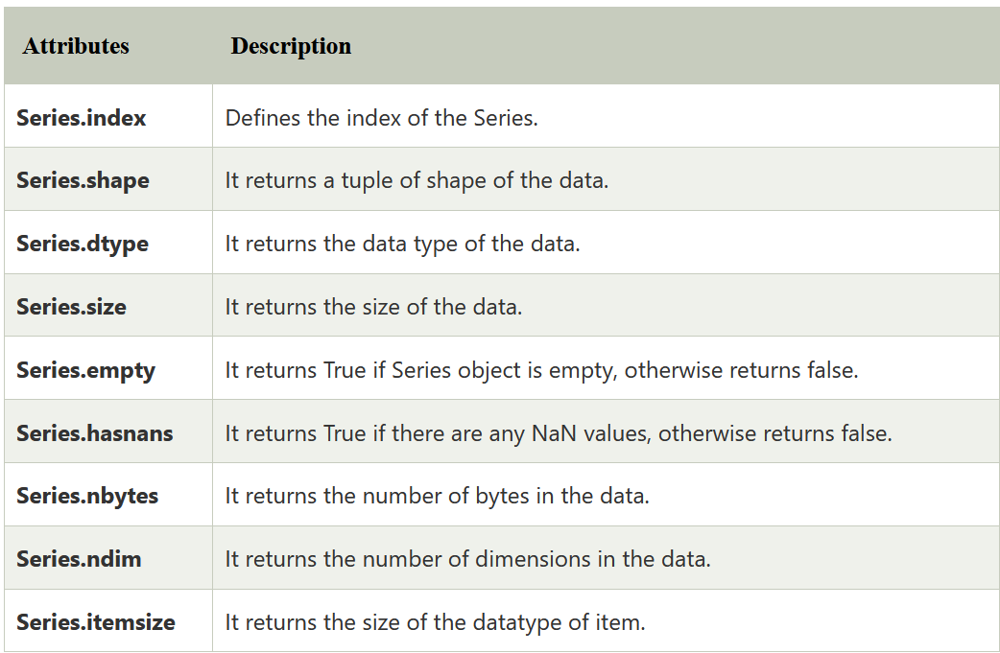 Attributes Description
Series.index Defines the index of the Series.
Series.shape It returns a tuple of shape of the data.
Series.dtype It returns the data type of the data.
Series.size It returns the size of the data.
Series.empty It returns True if Series object is empty, otherwise returns false.
Series.hasnans It returns True if there are any NaN values, otherwise returns false.
Series.nbytes It returns the number of bytes in the data.
Series.ndim It returns the number of dimensions in the data.
Series.itemsize It returns the size of the datatype of item.